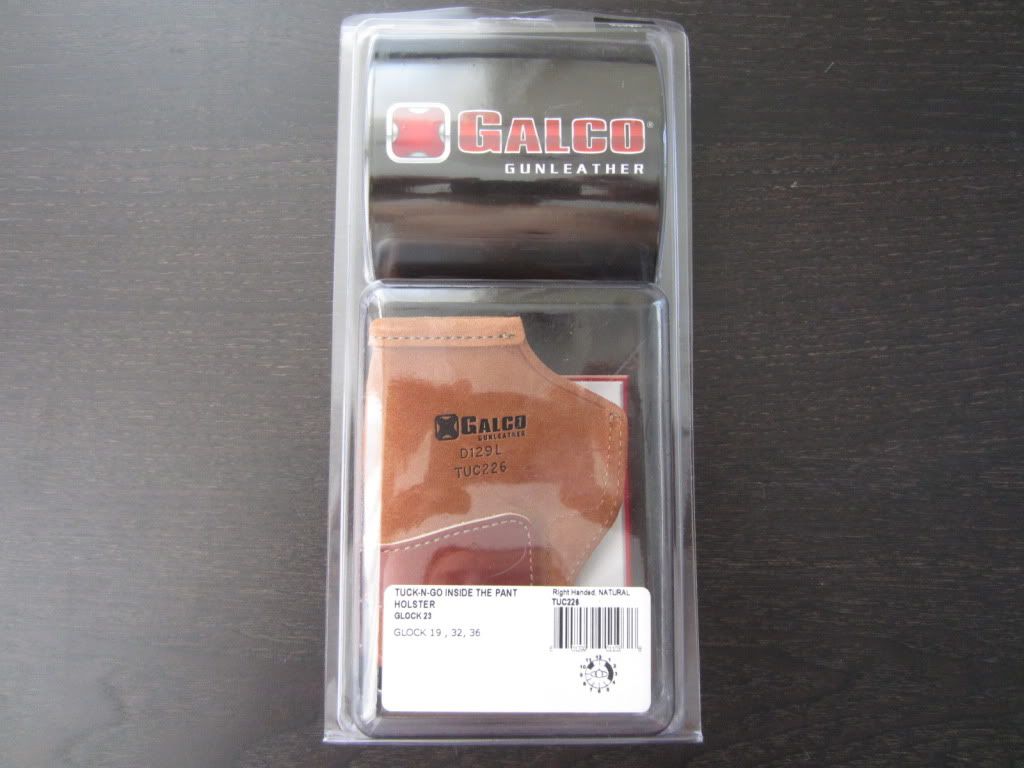 GALCO®
GUNLEATHER
GALCO
GUNLEATHER
D129L
TUC226
TUCK-N-GO INSIDE THE PANT
HOLSTER
GLOCK 23
GLOCK 19 , 32, 36
Right Handed, NATURAL
TUC226